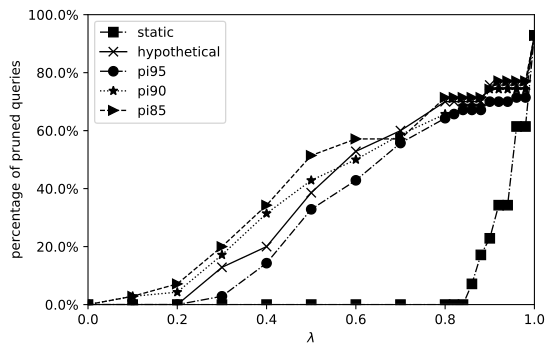 100.0%
80.0%
60.0%
40.0%
20.0%
0.0%
percentage of pruned queries
static
hypothetical
pi95
pi90
pi85
0.0 0.2 0.4 0.6 0.8 1.0
λ